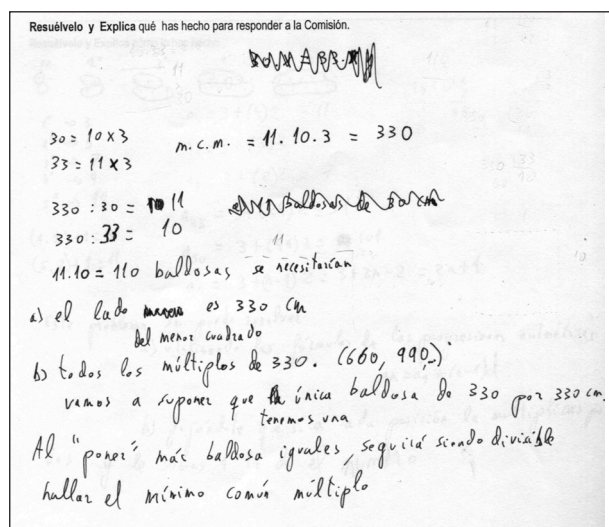 Resuélvelo y Explica qué has hecho para responder a la Comisión.
30 = 10 x 3
33 = 11 x 3
m.c.m. = 11. 10. 3 = 330
330 : 30 = 11
330 : 33 = 10
11
11.10 = 110 baldosas se necesitarían
a) el lado es 330 cm
del menor cuadrado
b) todos los múltiplos de 330. (660, 990..).
vamos a suponer que única baldosa de 330 por 330 cm.
tenemos una
Al "poner" más baldosa iguales, seguirá siendo divisible
hallar el mínimo común múltiplo